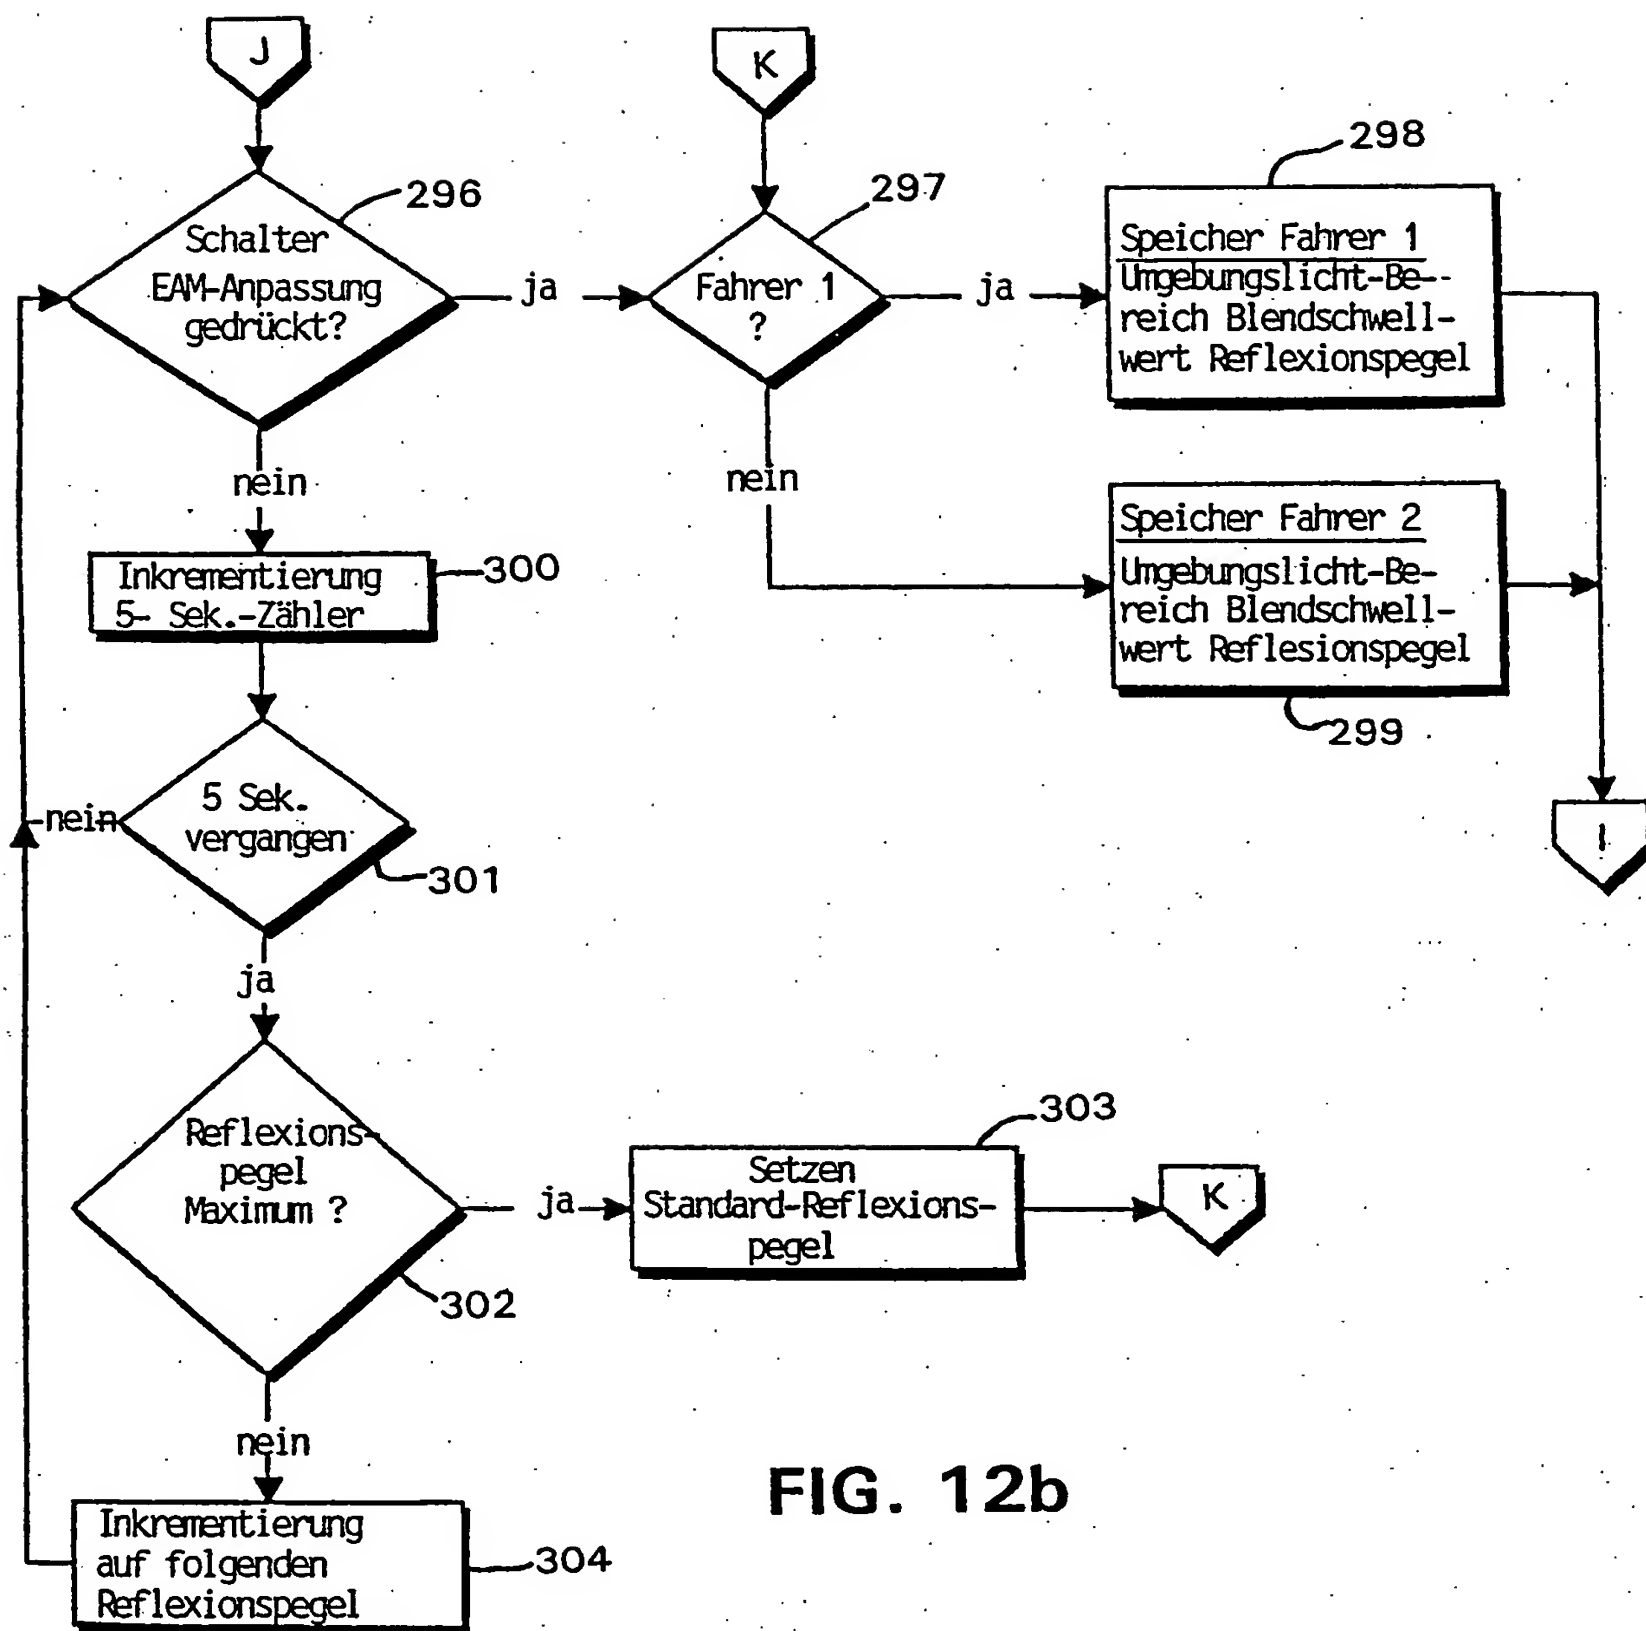 J
K
298
296
297
Schalter
EAM-Anpassung
gedrückt?
ja
Fahrer 1
?
ja
Speicher Fahrer 1
Umgebungslicht-Be--
reich Blendschwell-
wert Reflexionspegel
nein
nein
Speicher Fahrer 2
Umgebungslicht-Be-
reich Blendschwell-
wert Reflesionspegel
299
Inkrementierung
5- Sek.-Zähler
300
5 Sek.
vergangen
nein
301
I
ja
Reflexions-
pegel
Maximum ?
302
ja
303
Setzen
Standard-Reflexions-
pegel
K
nein
Inkrementierung
auf folgenden
Reflexionspegel
304
FIG. 12b